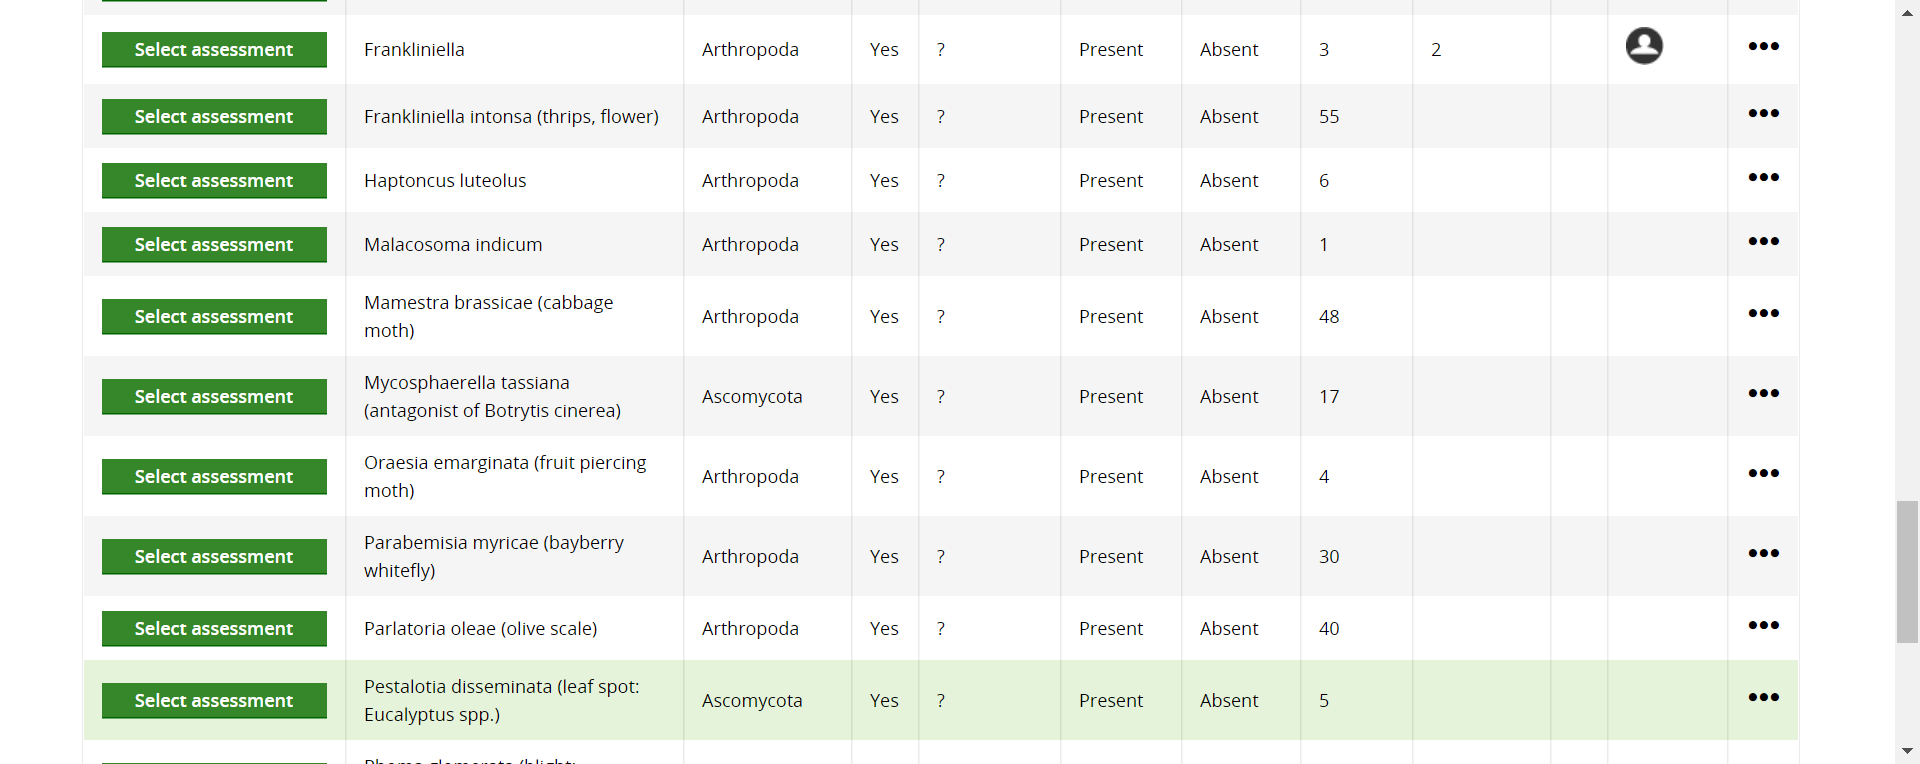 Select assessment Frankliniella Arthropoda Yes ? Present Absent 3 2
Select assessment Frankliniella intonsa (thrips, flower) Arthropoda Yes ? Present Absent 55
Select assessment Haptoncus luteolus Arthropoda Yes ? Present Absent 6
Select assessment Malacosoma indicum Arthropoda Yes ? Present Absent 1
Select assessment Mamestra brassicae (cabbage
moth) Arthropoda Yes ? Present Absent 48
Select assessment Mycosphaerella tassiana
(antagonist of Botrytis cinerea) Ascomycota Yes ? Present Absent 17
Select assessment Oraesia emarginata (fruit piercing
moth) Arthropoda Yes ? Present Absent 4
Select assessment Parabemisia myricae (bayberry
whitefly) Arthropoda Yes ? Present Absent 30
Select assessment Parlatoria oleae (olive scale) Arthropoda Yes ? Present Absent 40
Select assessment Pestalotia disseminata (leaf spot:
Eucalyptus spp.) Ascomycota Yes ? Present Absent 5